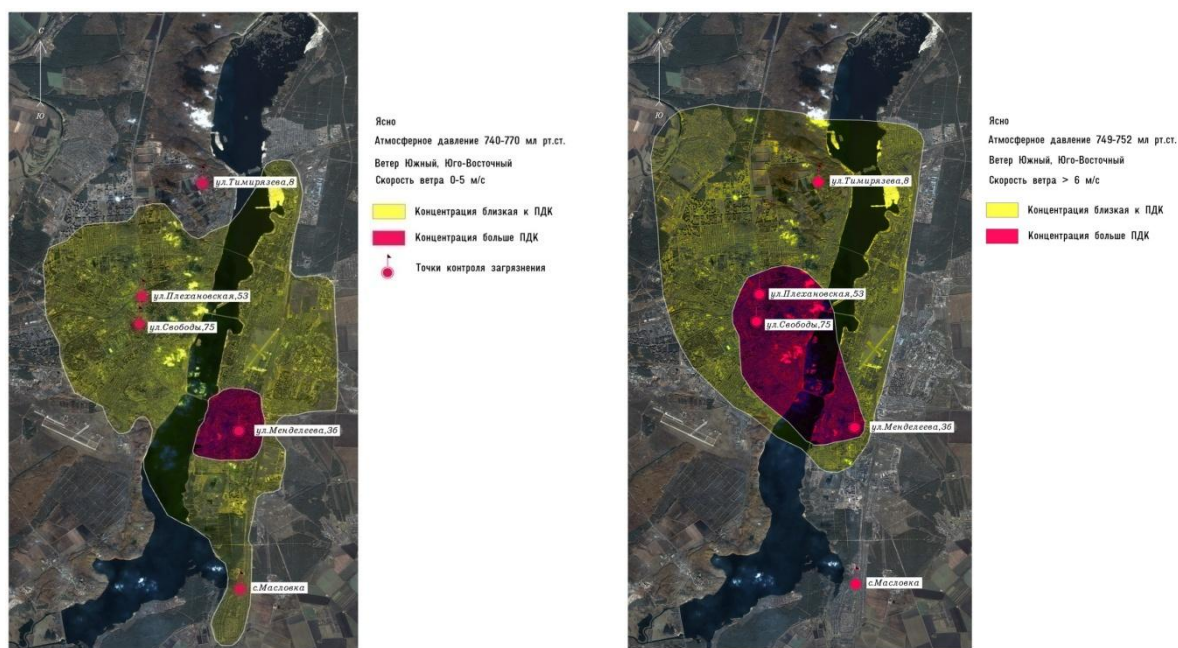 С
Ю
ул.Тимирязева,8
ул.Плехановская,53
ул.Свободы,75
ул.Менделеева,3б
с.Масловка
Ясно
Атмосферное давление 740-770 мл рт.ст.
Ветер Южный, Юго-Восточный
Скорость ветра 0-5 м/с
Концентрация близкая к ПДК
Концентрация больше ПДК
Точки контроля загрязнения
С
Ю
ул.Тимирязева,8
ул.Плехановская,53
ул.Свободы,75
ул.Менделеева,3б
с.Масловка
Ясно
Атмосферное давление 749-752 мл рт.ст.
Ветер Южный, Юго-Восточный
Скорость ветра > 6 м/с
Концентрация близкая к ПДК
Концентрация больше ПДК